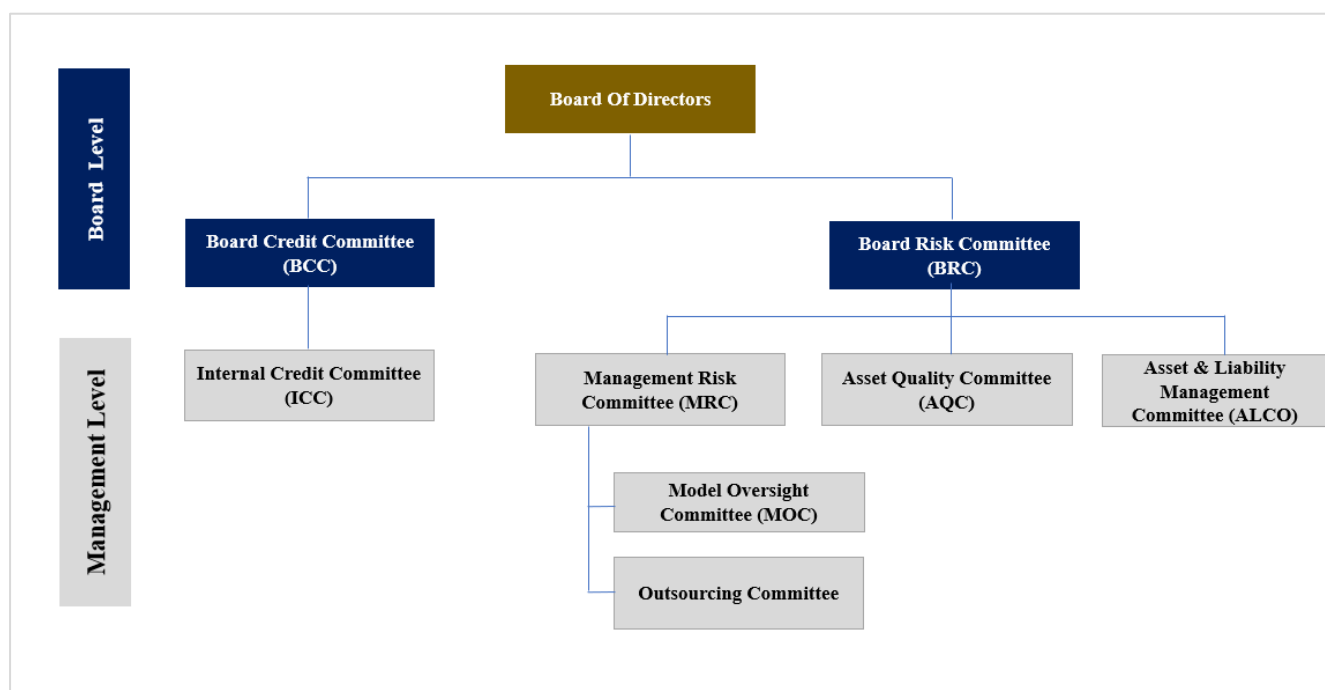 Board Level
Board Of Directors
Board Credit Committee
(BCC)
Board Risk Committee
(BRC)
Management Level
Internal Credit Committee
(ICC)
Management Risk
Committee (MRC)
Asset Quality Committee
(AQC)
Asset & Liability
Management
Committee (ALCO)
Model Oversight
Committee (MOC)
Outsourcing Committee